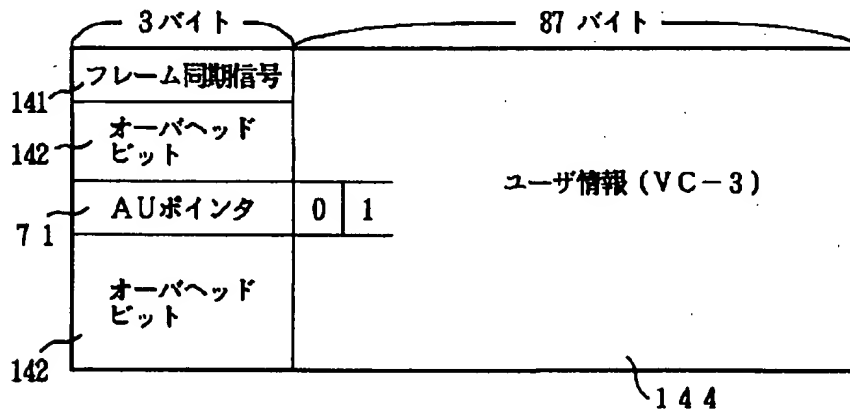 3バイト
87 バイト
フレーム同期信号
141
オーバヘッド
ビット
142
ユーザ情報(VC-3)
AUポインタ
0
1
71
オーバヘッド
ビット
142
144